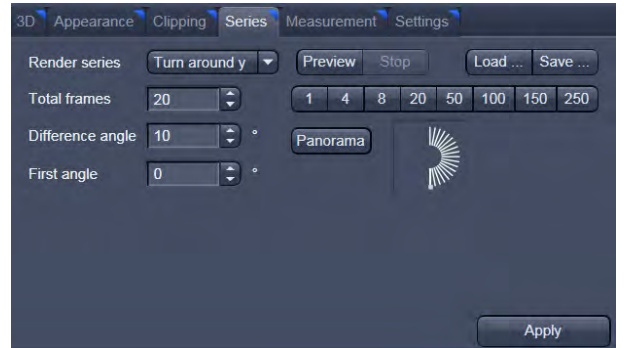 3D Appearance Clipping Series Measurement Settings
Render series Turn around y Preview Stop Load ... Save ...
Total frames 20 1 4 8 20 50 100 150 250
Difference angle 10 ° Panorama
First angle 0 °
Apply